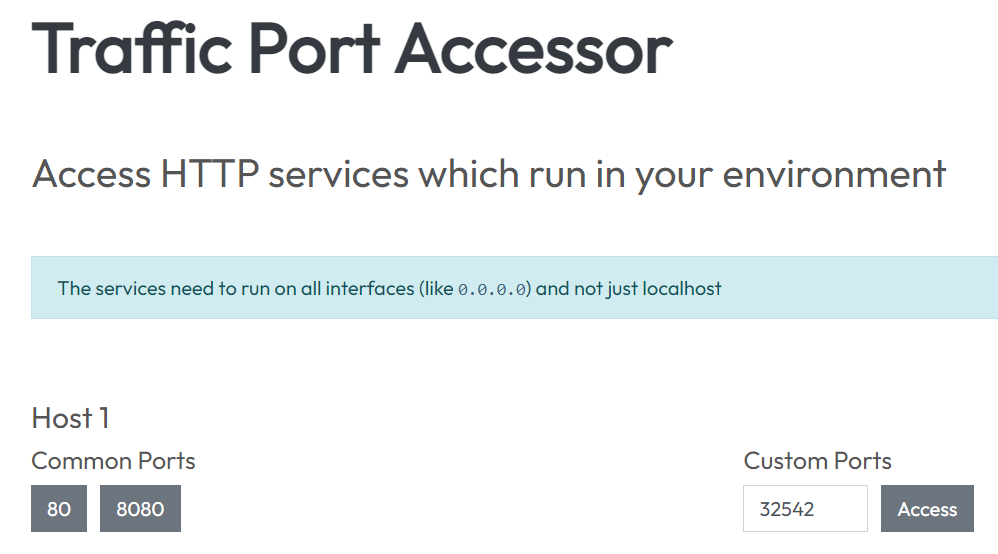 Traffic Port Accessor
Access HTTP services which run in your environment
The services need to run on all interfaces (like 0.0.0.0) and not just localhost
Host 1
Common Ports
Custom Ports
80 8080
32542 Access